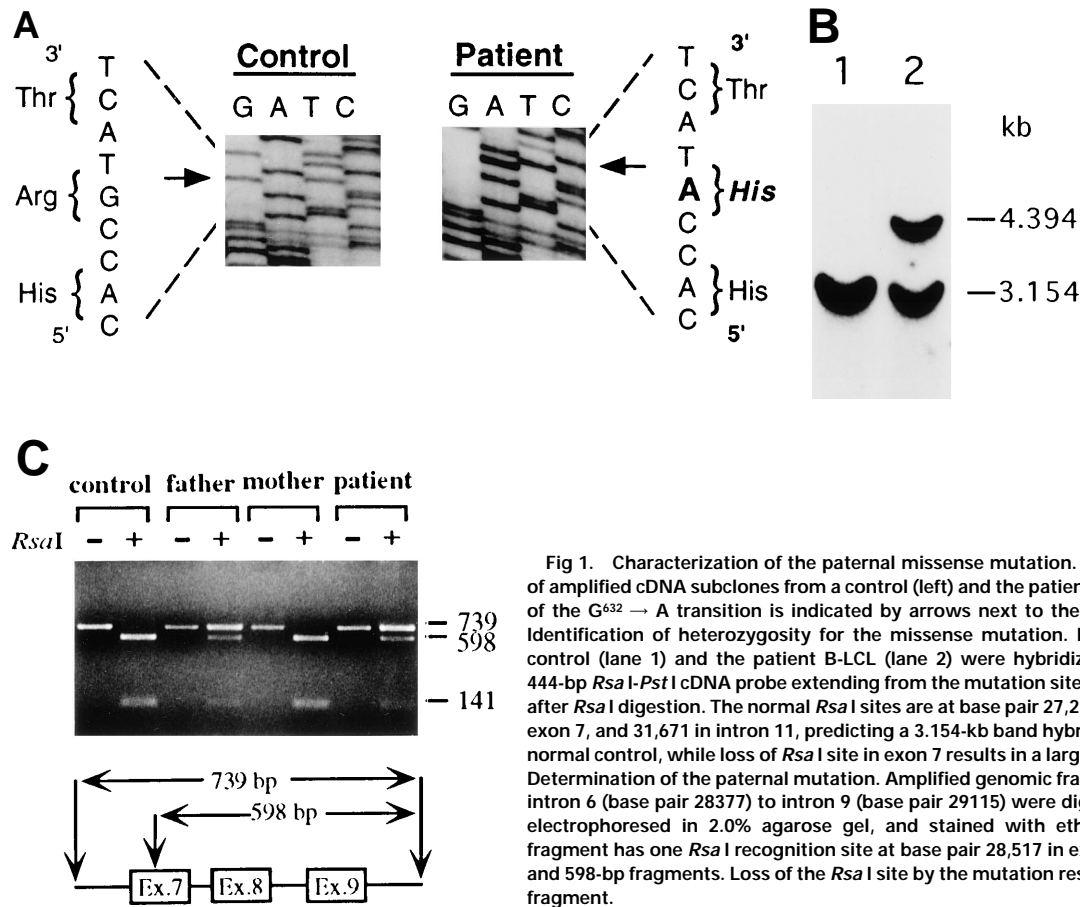 A
B
3'
T
Thr {
C
A
T
Arg {
G
C
C
His {
A
C
5'
Control
G A T C
Patient
G A T C
3'
T
C } Thr
A
T
A } His
C
C
A } His
C
5'
1 2
kb
4.394
3.154
C
control father mother patient
RsaI − + − + − + − +
739
598
141
739 bp
598 bp
Ex.7 Ex.8 Ex.9
Fig 1. Characterization of the paternal missense mutation.
of amplified cDNA subclones from a control (left) and the patien
of the G632 → A transition is indicated by arrows next to the
Identification of heterozygosity for the missense mutation.
control (lane 1) and the patient B-LCL (lane 2) were hybridiz
444-bp Rsa I-Pst I cDNA probe extending from the mutation site
after Rsa I digestion. The normal Rsa I sites are at base pair 27,2
exon 7, and 31,671 in intron 11, predicting a 3.154-kb band hybr
normal control, while loss of Rsa I site in exon 7 results in a larg
Determination of the paternal mutation. Amplified genomic fra
intron 6 (base pair 28377) to intron 9 (base pair 29115) were dig
electrophoresed in 2.0% agarose gel, and stained with eth
fragment has one Rsa I recognition site at base pair 28,517 in e
and 598-bp fragments. Loss of the Rsa I site by the mutation res
fragment.